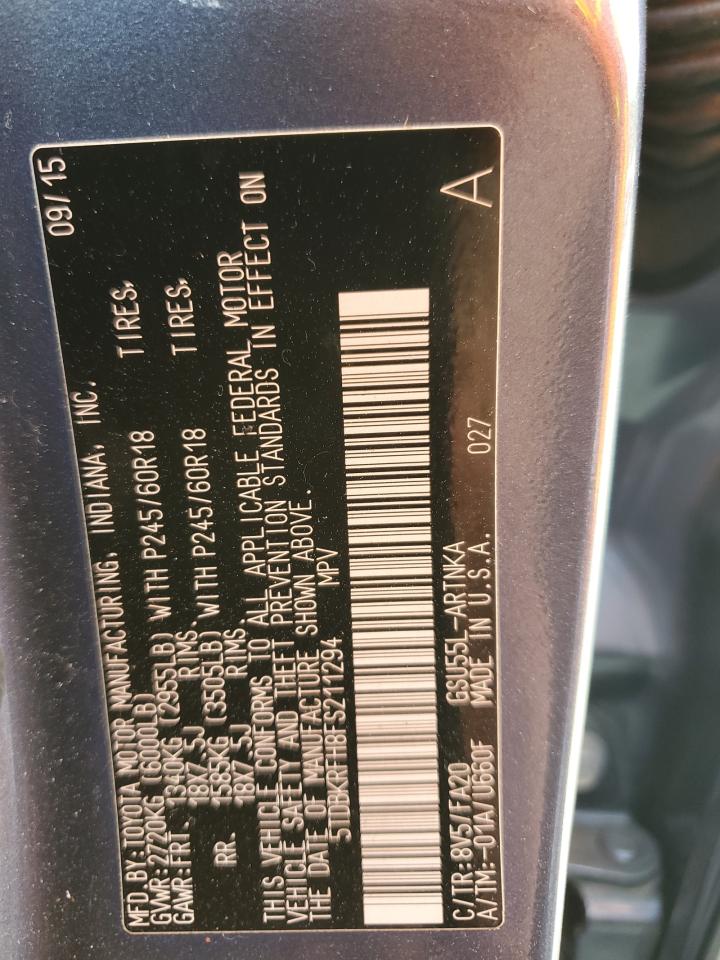 MFD.BY:TOYOTA MOTOR MANUFACTURING, INDIANA, INC. 09/15
GVWR:2720KG (6000LB)
GAWR:FRT 1340KG (2955LB) WITH P245/60R18 TIRES,
18X7.5J RIMS,
RR. 1585KG (3505LB) WITH P245/60R18 TIRES,
18X7.5J RIMS
THIS VEHICLE CONFORMS TO ALL APPLICABLE FEDERAL MOTOR
VEHICLE SAFETY AND THEFT PREVENTION STANDARDS IN EFFECT ON
THE DATE OF MANUFACTURE SHOWN ABOVE.
5TDBKRFH8FS211294 MPV
C/TR:8V5/FA20 GSU55L-ARTNKA 027 A
A/TM:-01A/U660F MADE IN U.S.A.